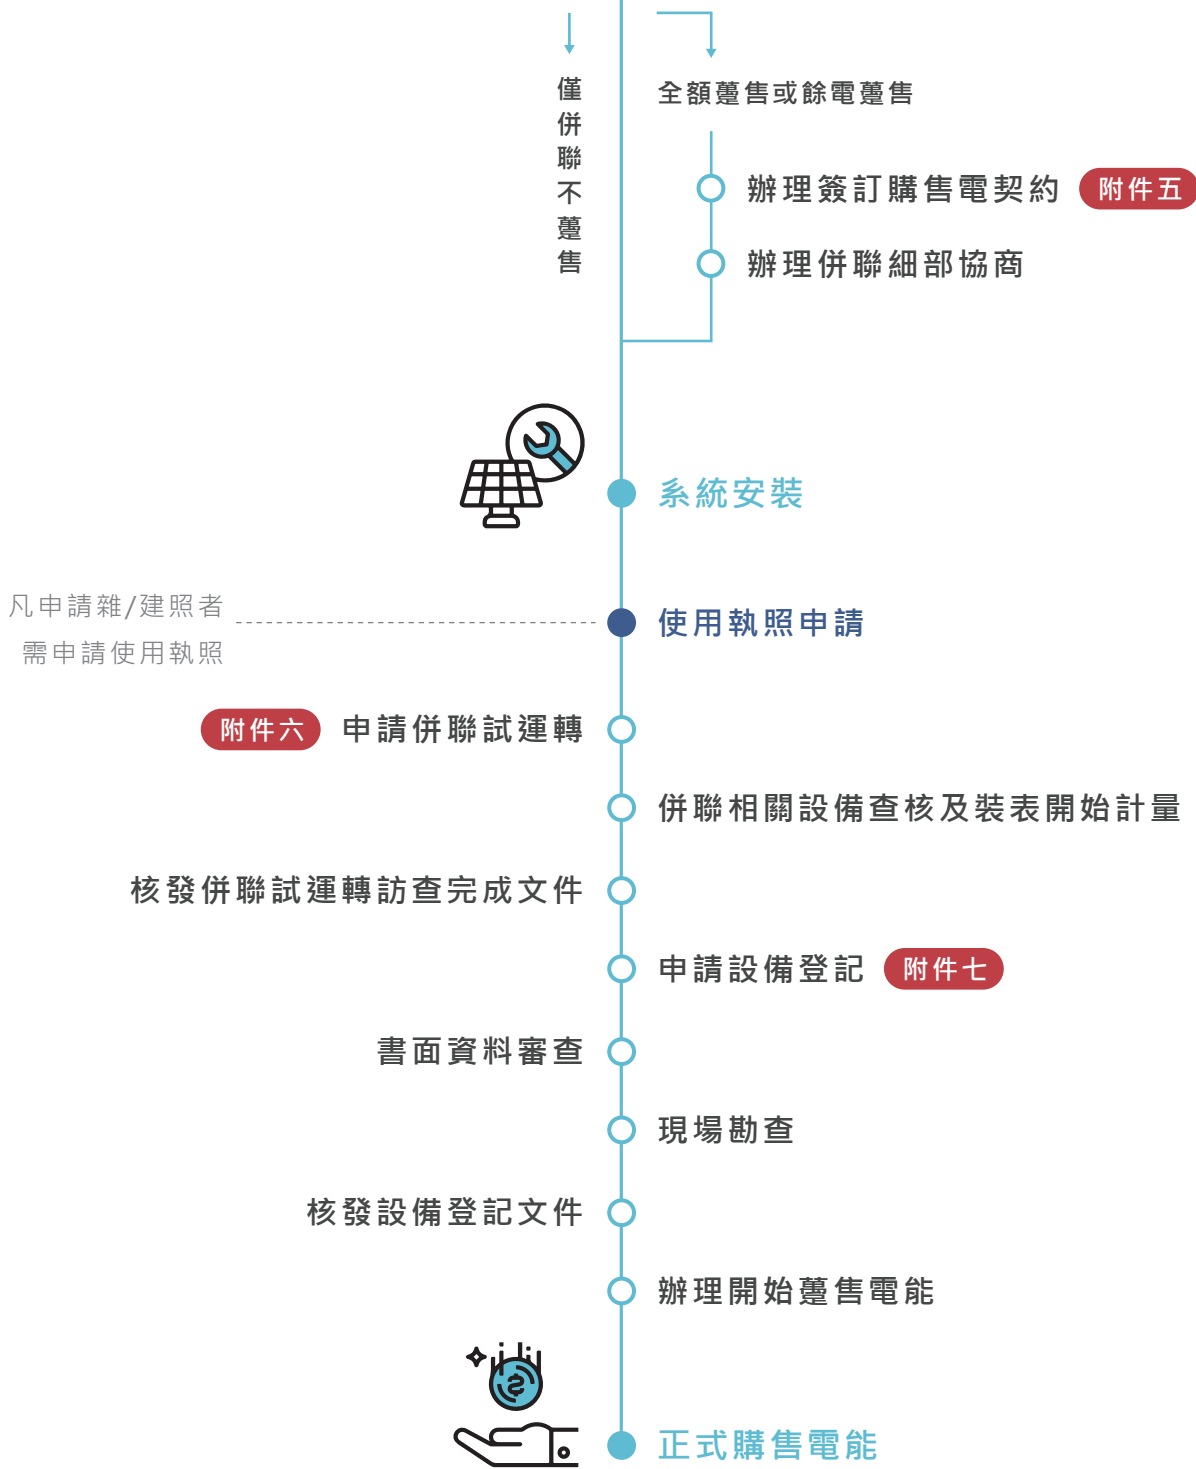 僅併聯不躉售
全額躉售或餘電躉售
辦理簽訂購售電契約 附件五
辦理併聯細部協商
系統安裝
凡申請雜/建照者
需申請使用執照
使用執照申請
附件六 申請併聯試運轉
併聯相關設備查核及裝表開始計量
核發併聯試運轉訪查完成文件
申請設備登記 附件七
書面資料審查
現場勘查
核發設備登記文件
辦理開始躉售電能
正式購售電能